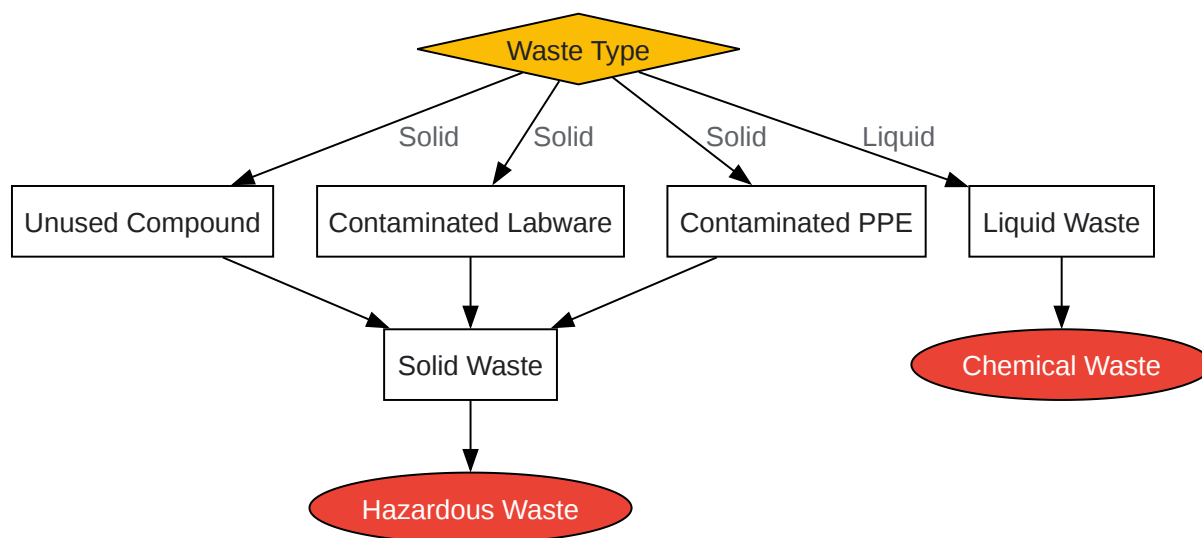 Waste Type
Solid
Solid
Solid
Liquid
Unused Compound
Contaminated Labware
Contaminated PPE
Liquid Waste
Solid Waste
Chemical Waste
Hazardous Waste